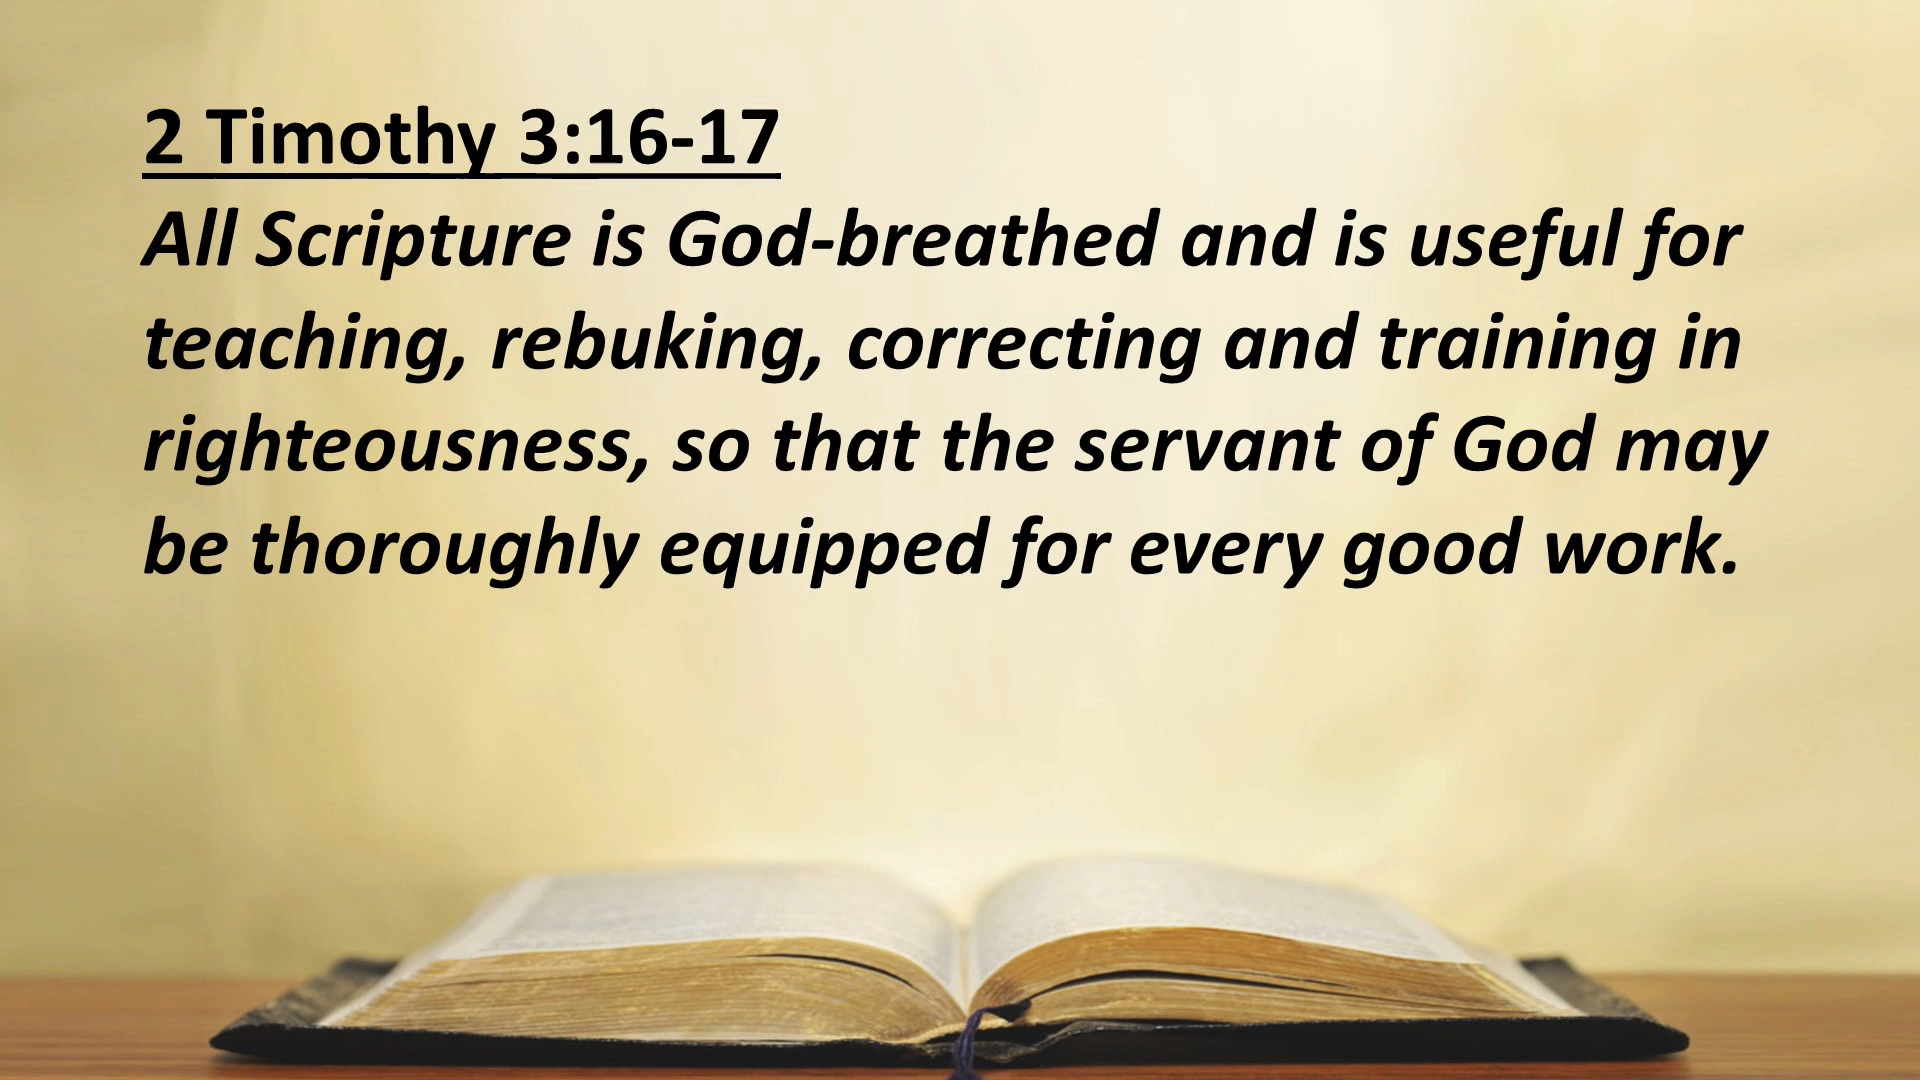 2 Timothy 3:16-17
All Scripture is God-breathed and is useful for
teaching, rebuking, correcting and training in
righteousness, so that the servant of God may
be thoroughly equipped for every good work.